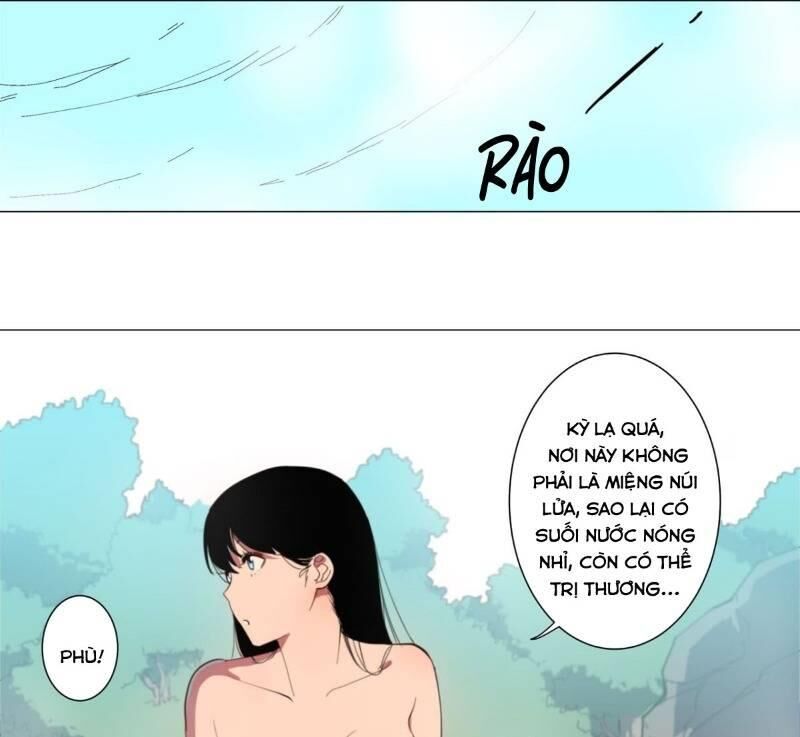 RÀO
KỲ LẠ QUÁ,
NƠI NÀY KHÔNG
PHẢI LÀ MIỆNG NÚI
LỬA, SAO LẠI CÓ
SUỐI NƯỚC NÓNG
NHỈ, CÒN CÓ THỂ
TRỊ THƯƠNG...
PHÙ!